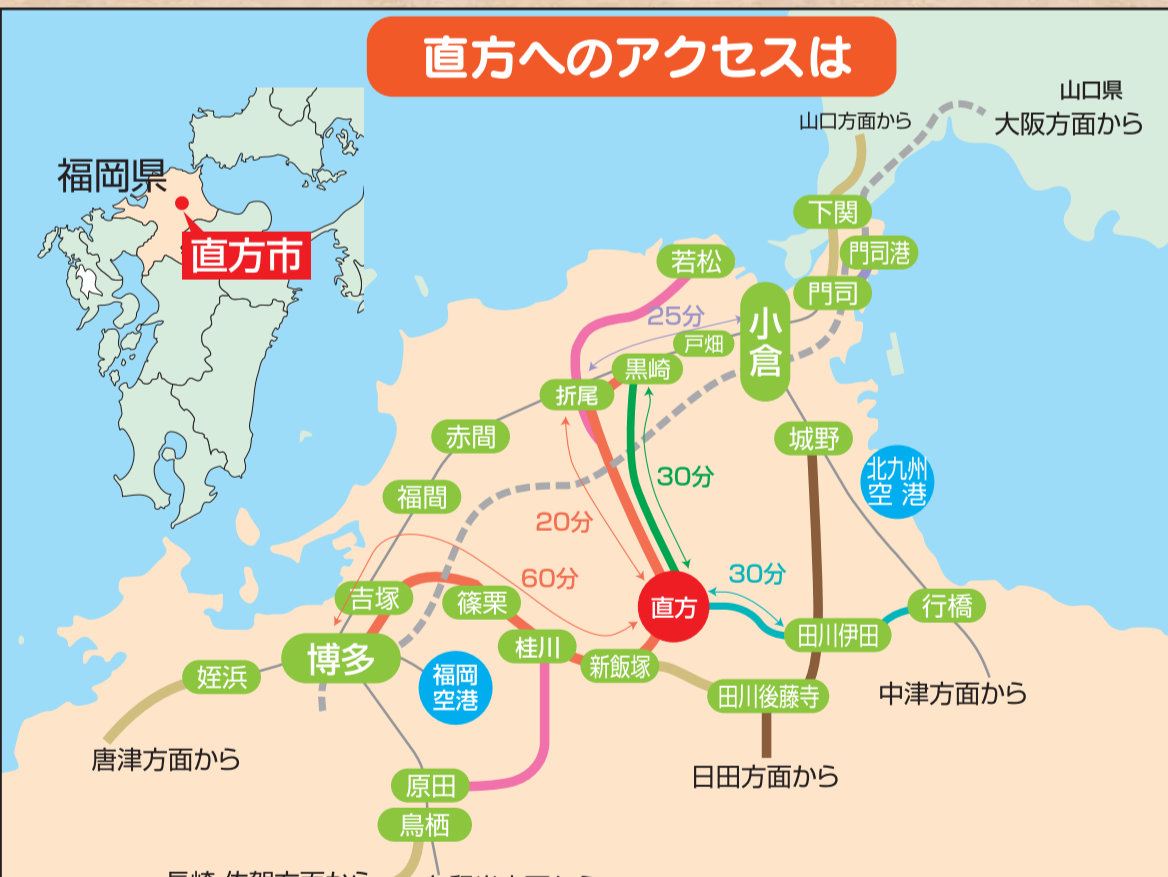 直方へのアクセスは
山口県
大阪方面から
山口方面から
福岡県
直方市
下関
門司港
門司
若松
小倉
25分
戸畑
黒崎
折尾
赤間
城野
北九州
空港
福間
30分
20分
60分
30分
吉塚
篠栗
直方
行橋
田川伊田
桂川
博多
新飯塚
姪浜
福岡
空港
田川後藤寺
中津方面から
唐津方面から
日田方面から
原田
鳥栖